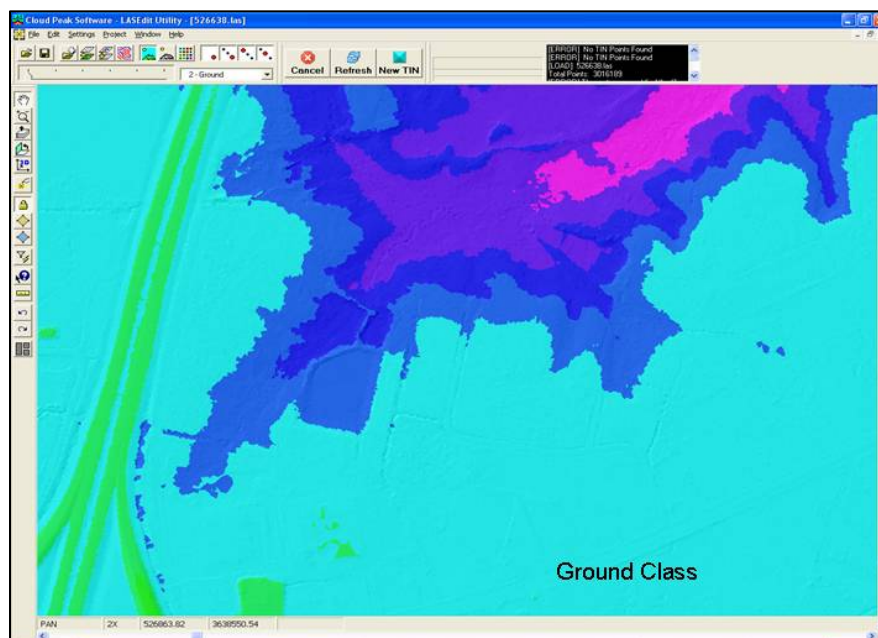 Cloud Peak Software - LASEdit Utility - [526638.las]
File Edit Settings Project Window Help
2 - Ground
Cancel Refresh New TIN
[ERROR] No TIN Points Found
[ERROR] No TIN Points Found
[LOAD] 526638.las
Total Points: 3016189
Ground Class
PAN 2X 526863.82 3638550.54